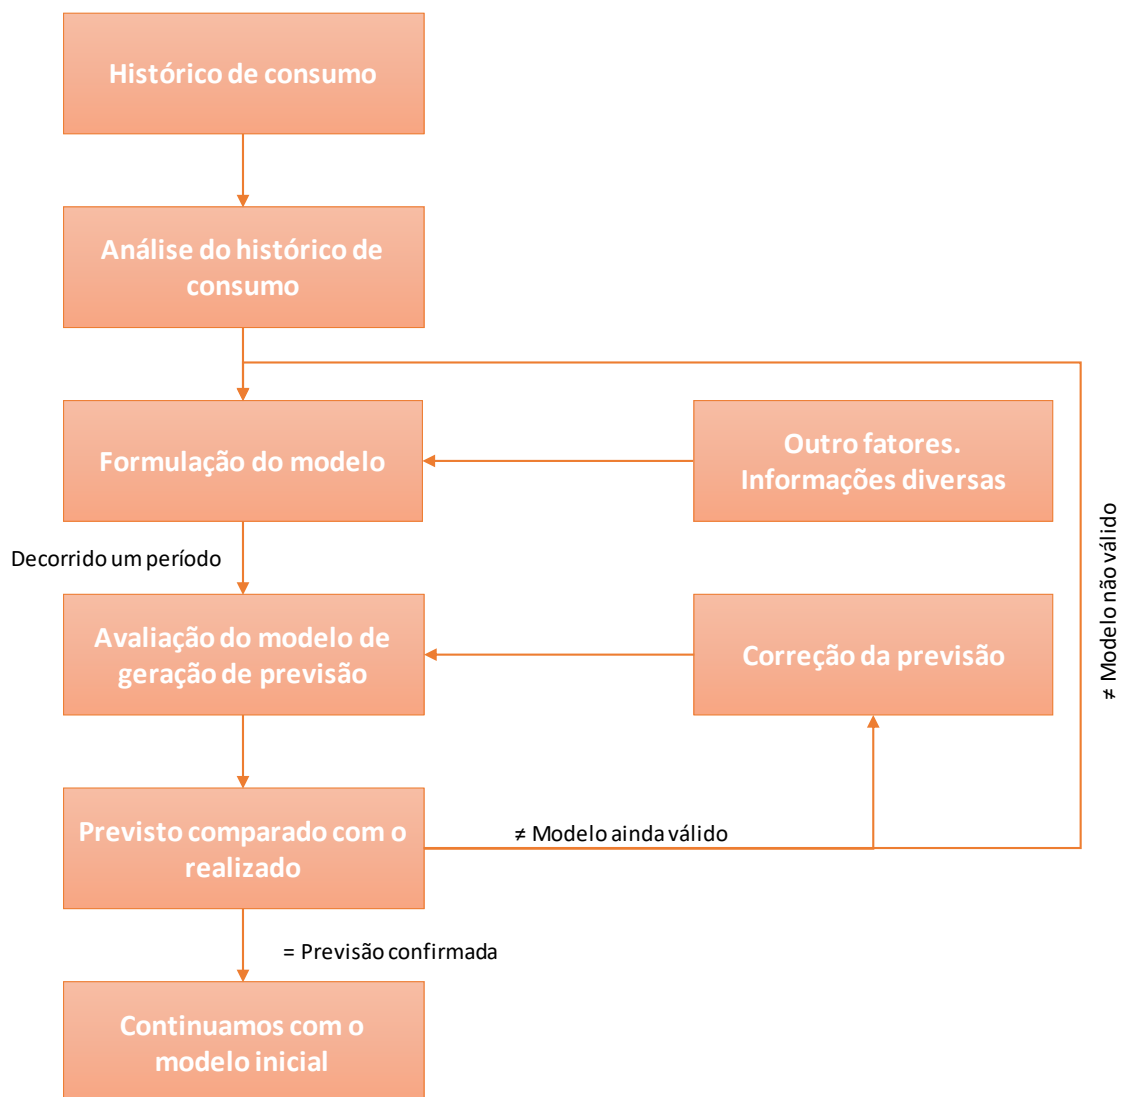 Histórico de consumo
Análise do histórico de
consumo
Formulação do modelo
Outro fatores.
Informações diversas
Decorrido um período
Avaliação do modelo de
geração de previsão
Correção da previsão
≠ Modelo não válido
Previsto comparado com o
realizado
≠ Modelo ainda válido
= Previsão confirmada
Continuamos com o
modelo inicial